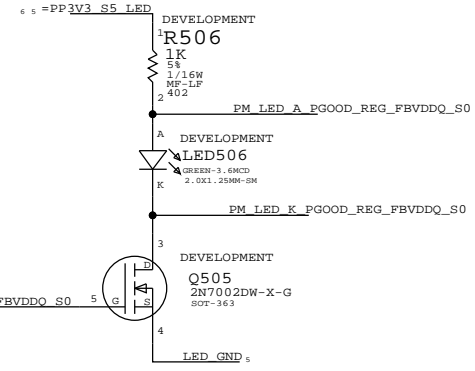 6 5 =PP3V3_S5_LED
DEVELOPMENT
1
R506
1K
5%
1/16W
MF-LF
402
2
PM_LED_A_PGOOD_REG_FBVDDQ_S0
A
DEVELOPMENT
LED506
GREEN-3.6MCD
2.0X1.25MM-SM
K
PM_LED_K_PGOOD_REG_FBVDDQ_S0
3
DEVELOPMENT
D
Q505
2N7002DW-X-G
SOT-363
FBVDDQ_S0 5 G S
4
LED_GND 5